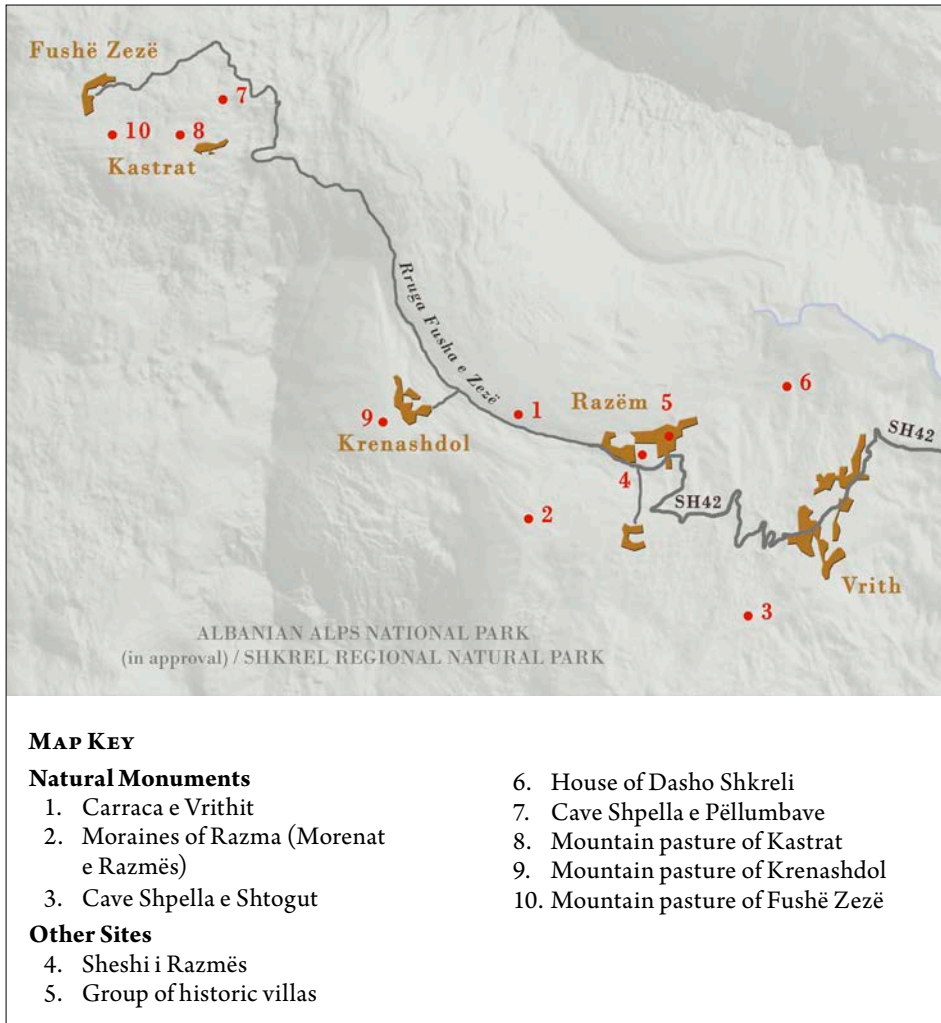 Fushë Zezë
7
10
8
Kastrat
Rruga Fusha e Zezë
6
Razëm
5
1
9
SH42
Krenashdol
4
SH42
2
Vrith
3
ALBANIAN ALPS NATIONAL PARK
(in approval) / SHKREL REGIONAL NATURAL PARK
MAP KEY
Natural Monuments
1. Carraca e Vrithit
2. Moraines of Razma (Morenat
e Razmës)
3. Cave Shpella e Shtogut
Other Sites
4. Sheshi i Razmës
5. Group of historic villas
6. House of Dasho Shkreli
7. Cave Shpella e Pëllumbave
8. Mountain pasture of Kastrat
9. Mountain pasture of Krenashdol
10. Mountain pasture of Fushë Zezë